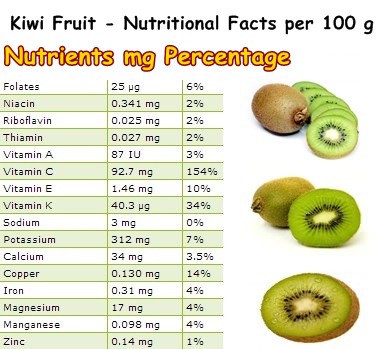 Kiwi Fruit - Nutritional Facts per 100 g
Nutrients mg Percentage
Folates 25 µg 6%
Niacin 0.341 mg 2%
Riboflavin 0.025 mg 2%
Thiamin 0.027 mg 2%
Vitamin A 87 IU 3%
Vitamin C 92.7 mg 154%
Vitamin E 1.46 mg 10%
Vitamin K 40.3 µg 34%
Sodium 3 mg 0%
Potassium 312 mg 7%
Calcium 34 mg 3.5%
Copper 0.130 mg 14%
Iron 0.31 mg 4%
Magnesium 17 mg 4%
Manganese 0.098 mg 4%
Zinc 0.14 mg 1%